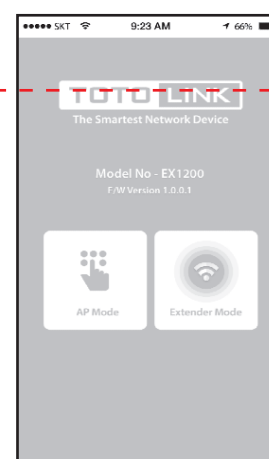 SKT 9:23 AM 66%
TOTO LINK
The Smartest Network Device
Model No - EX1200
F/W Version 1.0.0.1
AP Mode Extender Mode